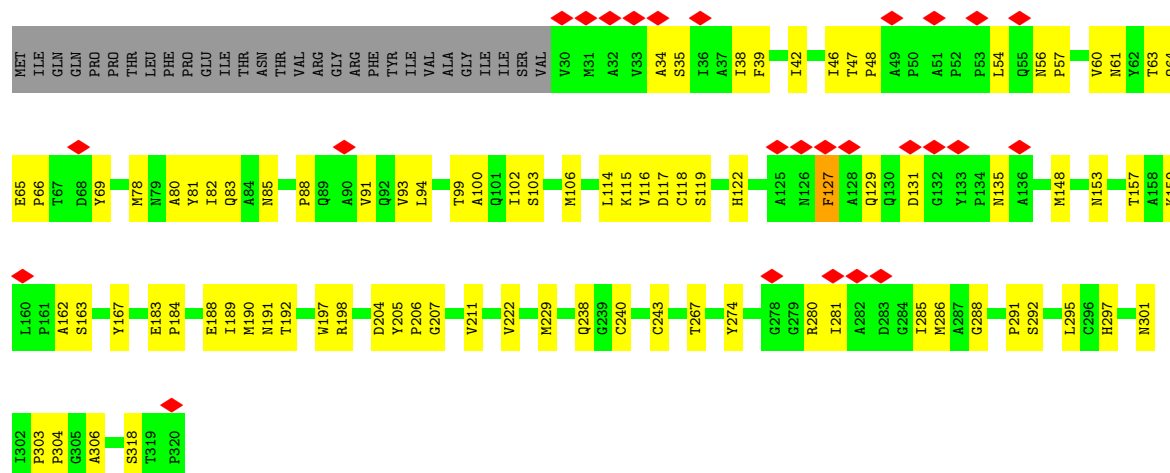 MET ILE GLN GLN PRO PRO THR LEU PHE PRO GLU ILE THR ASN THR VAL ARG GLY ARG PHE TYR ILE VAL ALA GLY ILE ILE SER VAL V30 M31 A32 V33 A34 S35 I36 A37 I38 F39 I42 I46 T47 P48 A49 P50 A51 P52 P53 L54 Q55 N56 P57 V60 N61 Y62 T63
E65 P66 T67 D68 Y69 M78 N79 A80 Y81 I82 Q83 A84 N85 P88 Q89 A90 V91 Q92 V93 L94 T99 A100 Q101 I102 S103 M106 L114 K115 V116 D117 C118 S119 H122 A125 N126 F127 A128 Q129 Q130 D131 G132 Y133 P134 N135 A136 M148 N153 T157 A158 K159
L160 P161 A162 S163 Y167 E183 P184 E188 I189 M190 N191 T192 W197 R198 D204 Y205 P206 G207 V211 V222 M229 Q238 G239 C240 C243 T267 Y274 G278 G279 R280 I281 A282 D283 G284 I285 M286 A287 G288 P291 S292 L295 C296 H297 N301
I302 P303 P304 G305 A306 S318 T319 P320